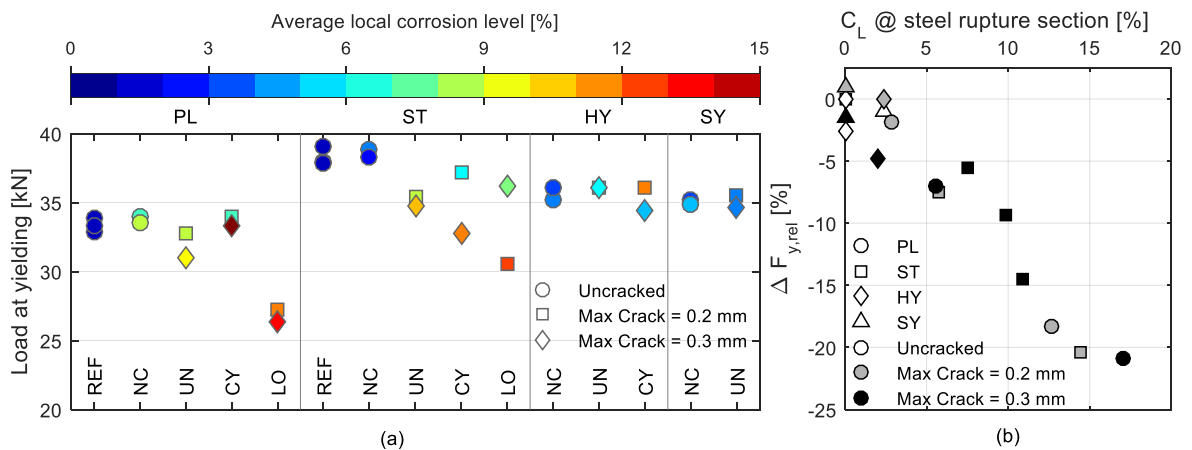 Average local corrosion level [%]
0 3 6 9 12 15
PL ST HY SY
Load at yielding [kN]
40
35
30
25
20
REF NC UN CY LO REF NC UN CY LO NC UN CY NC UN
Uncracked
Max Crack = 0.2 mm
Max Crack = 0.3 mm
(a)
C_L @ steel rupture section [%]
0 5 10 15 20
Δ F_y,rel [%]
0
-5
-10
-15
-20
-25
PL
ST
HY
SY
Uncracked
Max Crack = 0.2 mm
Max Crack = 0.3 mm
(b)